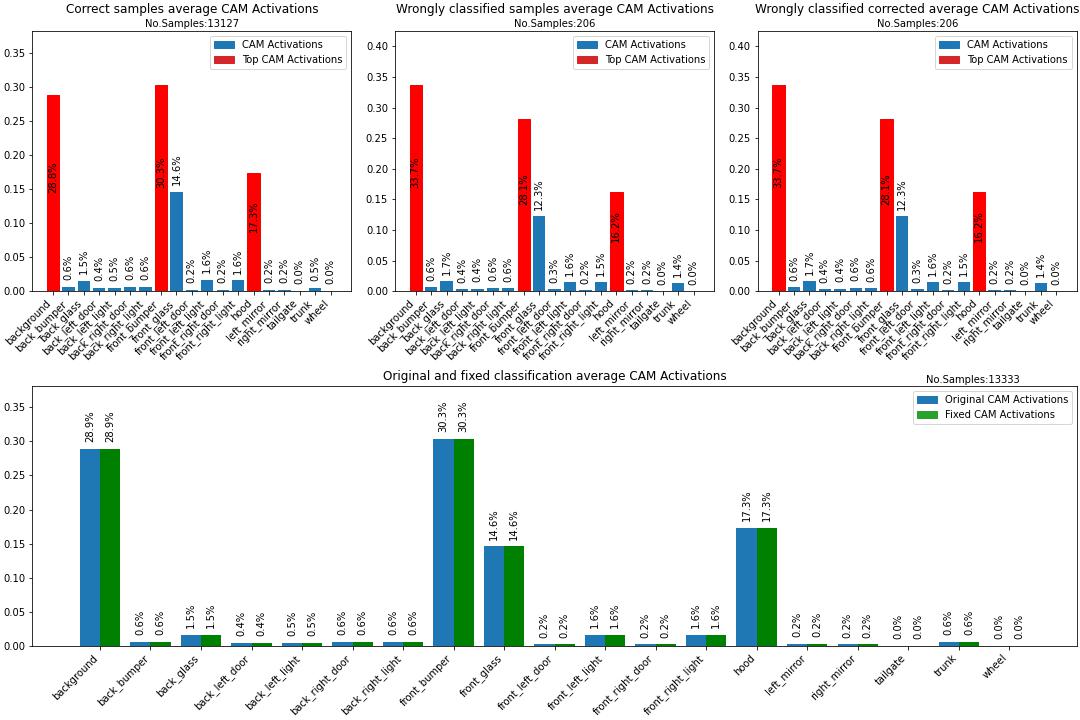 Correct samples average CAM Activations
No.Samples:13127
CAM Activations
Top CAM Activations
0.35
0.30
0.25
0.20
0.15
0.10
0.05
0.00
28.8%
0.6%
1.5%
0.4%
0.5%
0.6%
0.6%
30.3%
14.6%
0.2%
1.6%
0.2%
1.6%
17.3%
0.2%
0.2%
0.0%
0.5%
0.0%
background
back_bumper
back_glass
back_left_door
back_left_light
back_right_door
back_right_light
front_bumper
front_glass
front_left_door
front_left_light
front_right_door
front_right_light
hood
left_mirror
right_mirror
tailgate
trunk
wheel
Wrongly classified samples average CAM Activations
No.Samples:206
CAM Activations
Top CAM Activations
0.40
0.35
0.30
0.25
0.20
0.15
0.10
0.05
0.00
33.7%
0.6%
1.7%
0.4%
0.4%
0.6%
0.6%
28.1%
12.3%
0.3%
1.6%
0.2%
1.5%
16.2%
0.2%
0.2%
0.0%
1.4%
0.0%
background
back_bumper
back_glass
back_left_door
back_left_light
back_right_door
back_right_light
front_bumper
front_glass
front_left_door
front_left_light
front_right_door
front_right_light
hood
left_mirror
right_mirror
tailgate
trunk
wheel
Wrongly classified corrected average CAM Activations
No.Samples:206
CAM Activations
Top CAM Activations
0.40
0.35
0.30
0.25
0.20
0.15
0.10
0.05
0.00
33.7%
0.6%
1.7%
0.4%
0.4%
0.6%
0.6%
28.1%
12.3%
0.3%
1.6%
0.2%
1.5%
16.2%
0.2%
0.2%
0.0%
1.4%
0.0%
background
back_bumper
back_glass
back_left_door
back_left_light
back_right_door
back_right_light
front_bumper
front_glass
front_left_door
front_left_light
front_right_door
front_right_light
hood
left_mirror
right_mirror
tailgate
trunk
wheel
Original and fixed classification average CAM Activations
No.Samples:13333
Original CAM Activations
Fixed CAM Activations
0.35
0.30
0.25
0.20
0.15
0.10
0.05
0.00
28.9% 28.9%
0.6% 0.6%
1.5% 1.5%
0.4% 0.4%
0.5% 0.5%
0.6% 0.6%
0.6% 0.6%
30.3% 30.3%
14.6% 14.6%
0.2% 0.2%
1.6% 1.6%
0.2% 0.2%
1.6% 1.6%
17.3% 17.3%
0.2% 0.2%
0.2% 0.2%
0.0% 0.0%
0.6% 0.6%
0.0% 0.0%
background
back_bumper
back_glass
back_left_door
back_left_light
back_right_door
back_right_light
front_bumper
front_glass
front_left_door
front_left_light
front_right_door
front_right_light
hood
left_mirror
right_mirror
tailgate
trunk
wheel